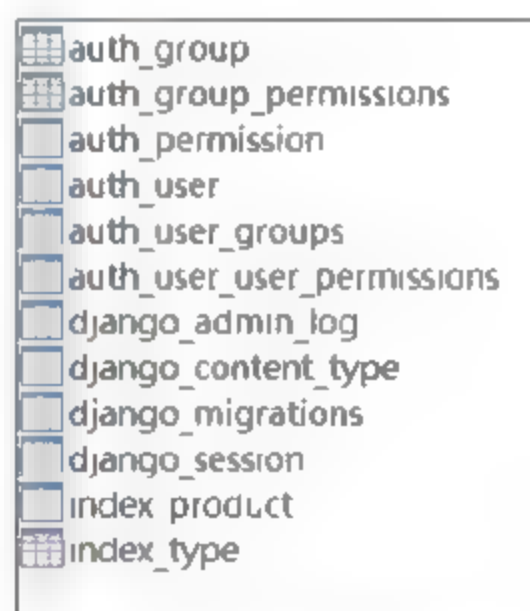 auth_group
auth_group_permissions
auth_permission
auth_user
auth_user_groups
auth_user_user_permissions
django_admin_log
django_content_type
django_migrations
django_session
index_product
index_type